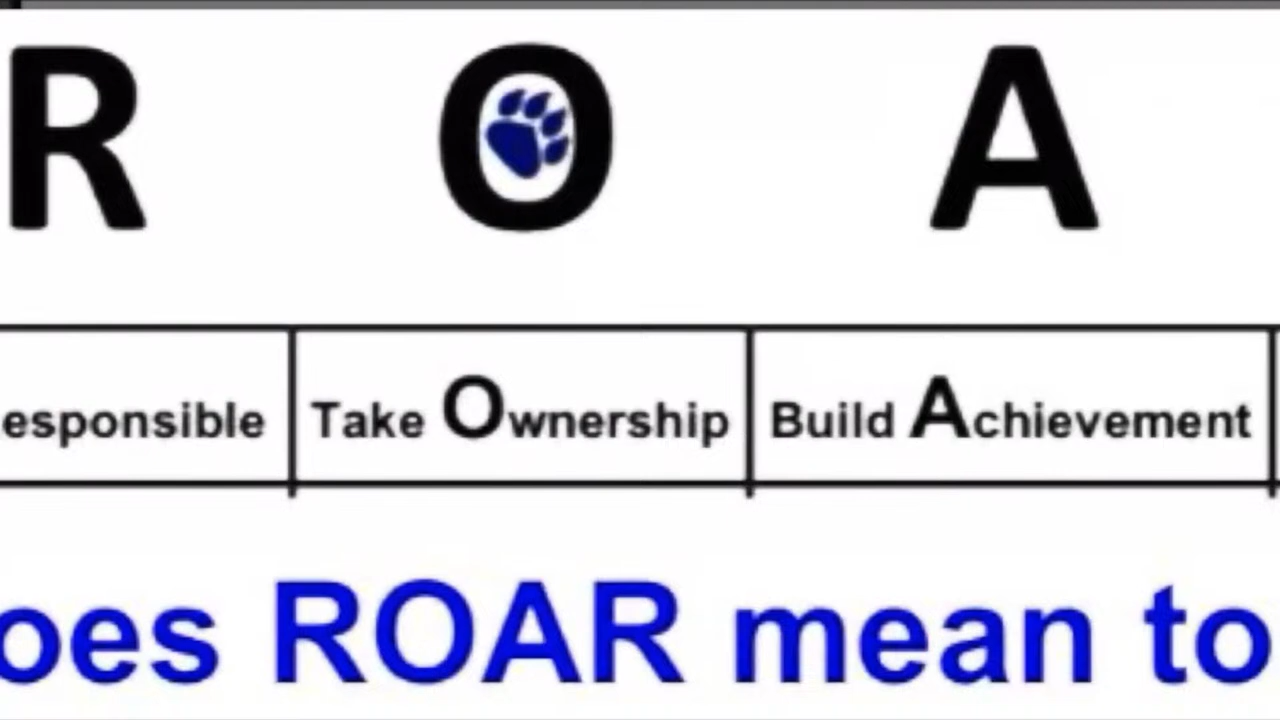 R O A
esponsible Take Ownership Build Achievement
oes ROAR mean to